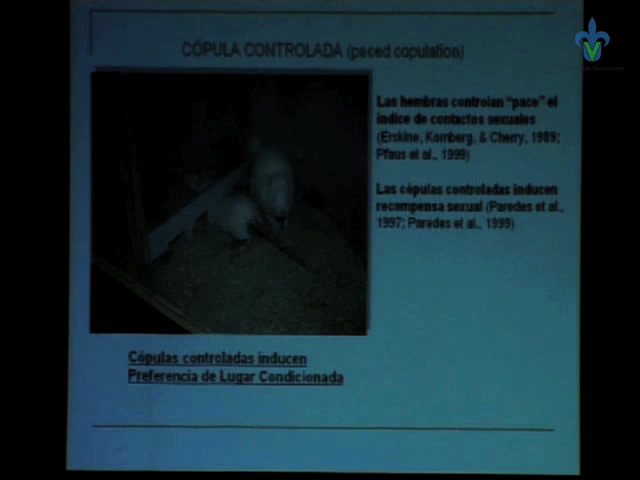 CÓPULA CONTROLADA (paced copulation)
Las hembras controlan "pace" el
índice de contactos sexuales
(Erskine, Kornberg, & Cherry, 1989;
Pfaus et al., 1999)
Las cópulas controladas inducen
recompensa sexual (Paredes et al.,
1997; Paredes et al., 1999)
Cópulas controladas inducen
Preferencia de Lugar Condicionada